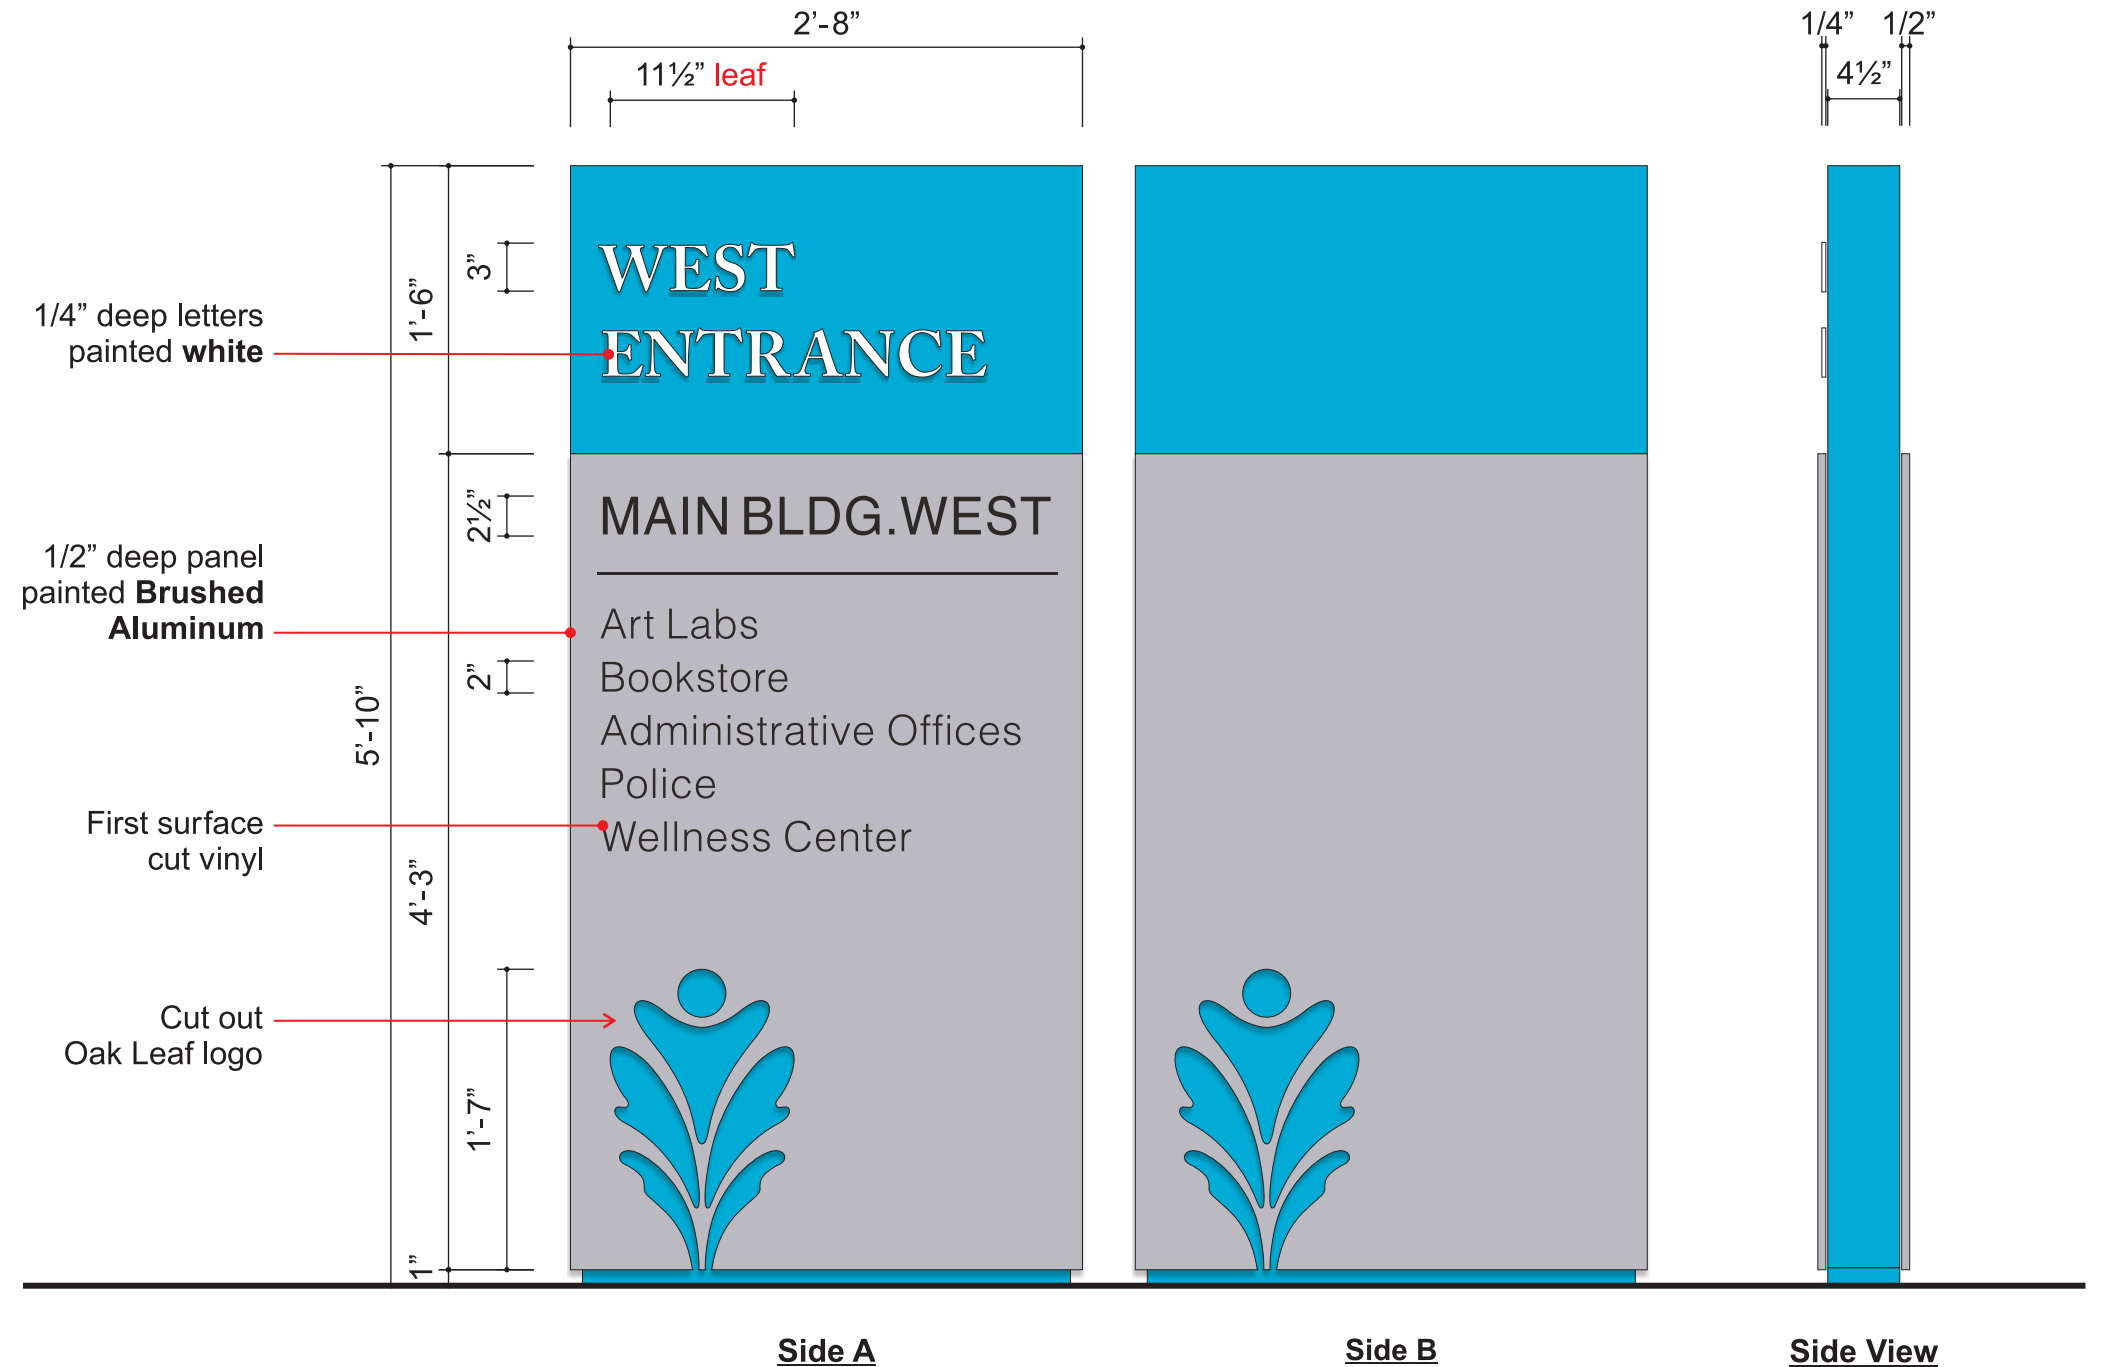 2’-8”
1/4” 1/2”
11½” leaf
4½”
3”
1’-6”
WEST
ENTRANCE
1/4” deep letters
painted white
2½”
MAIN BLDG.WEST
1/2” deep panel
painted Brushed
Aluminum
Art Labs
2”
Bookstore
5’-10”
Administrative Offices
Police
First surface
cut vinyl
Wellness Center
4’-3”
Cut out
Oak Leaf logo
1’-7”
1”
Side A
Side B
Side View